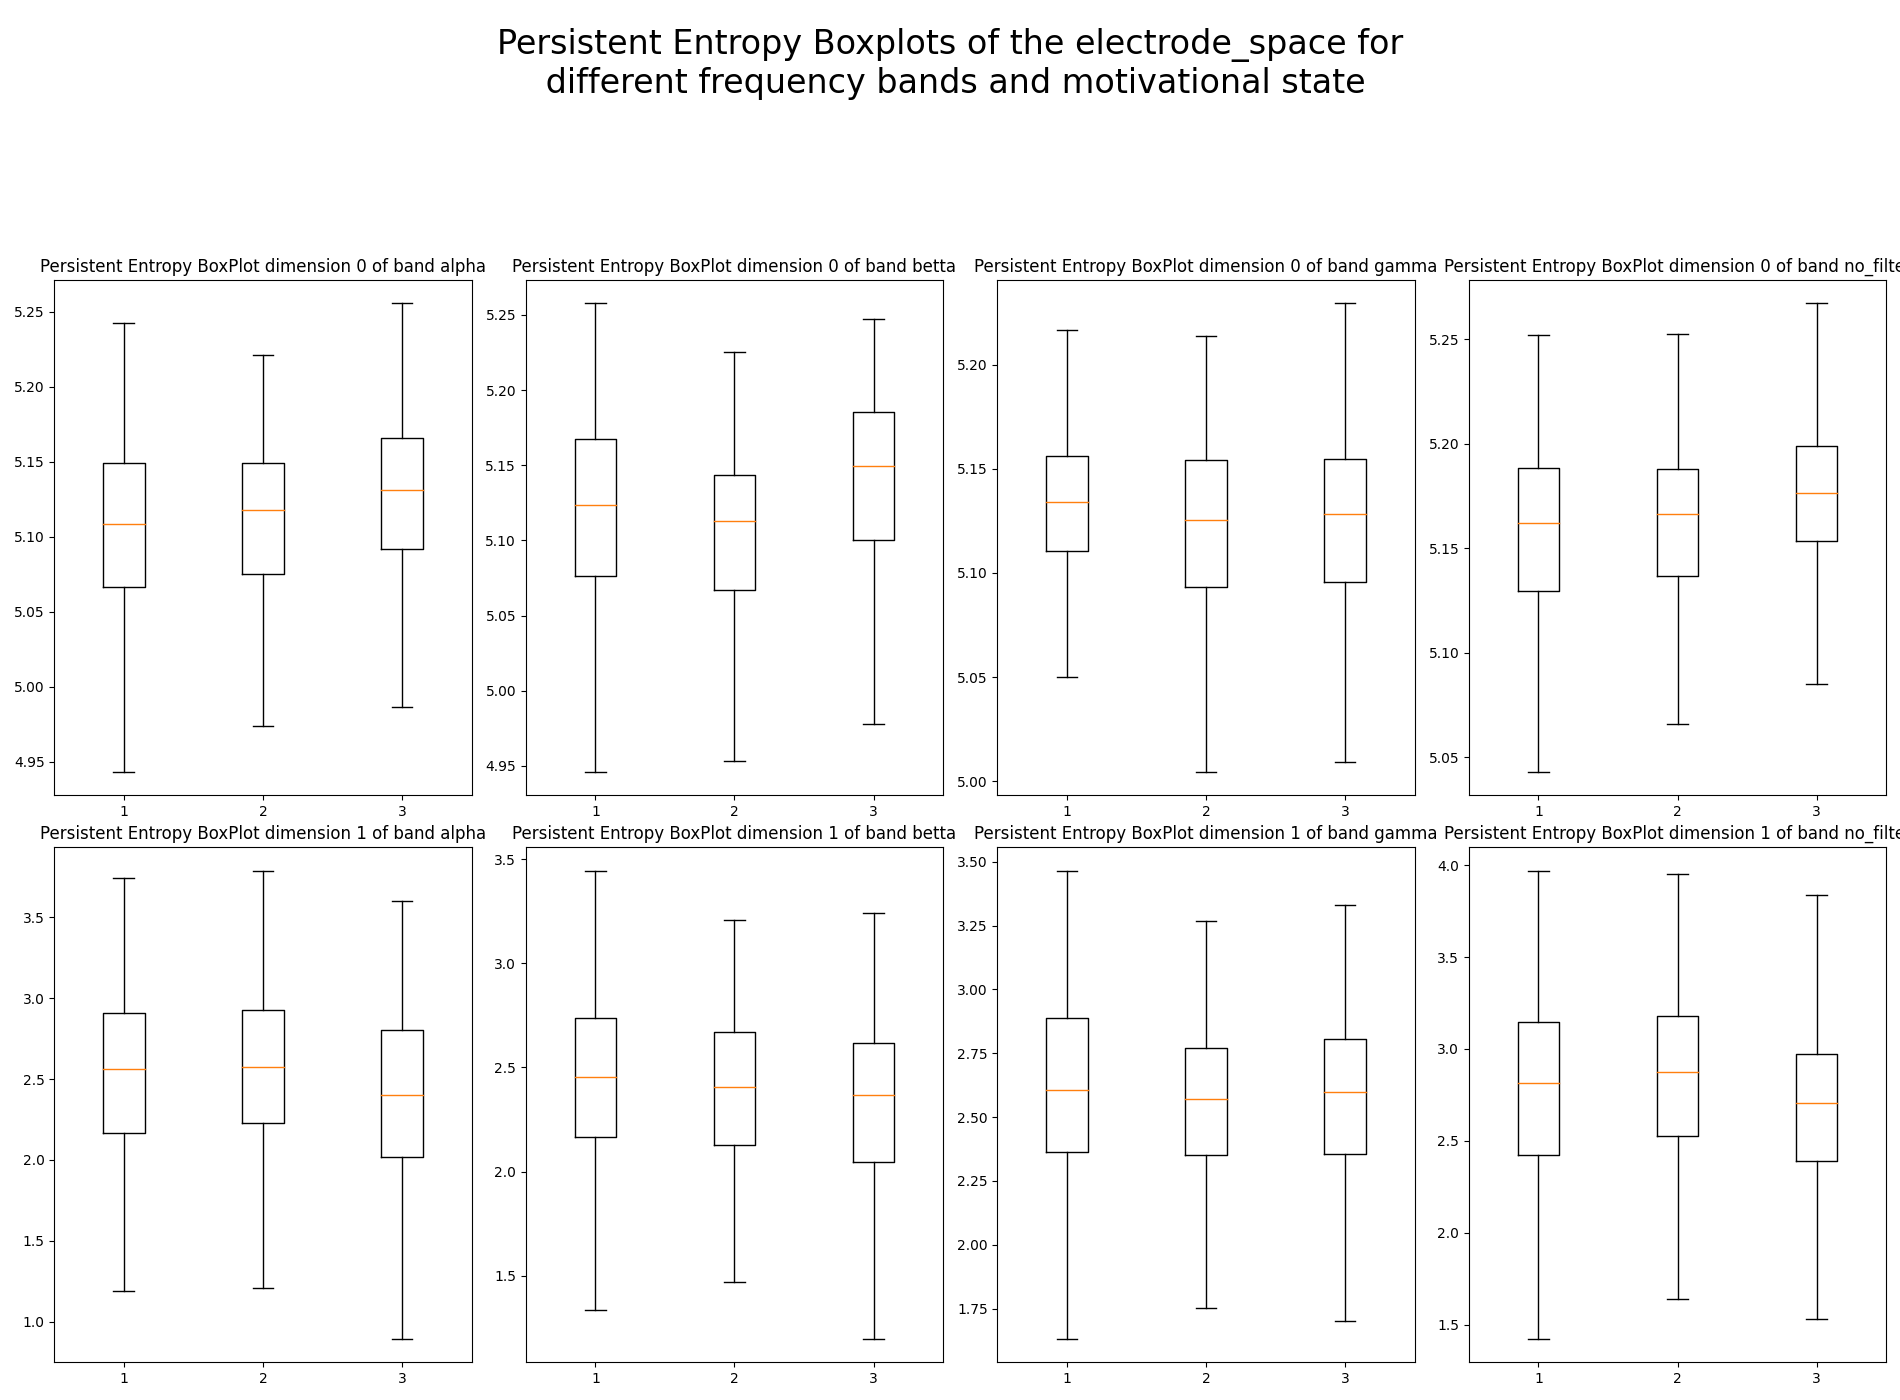 Persistent Entropy Boxplots of the electrode_space for
different frequency bands and motivational state
Persistent Entropy BoxPlot dimension 0 of band alpha
5.25
5.20
5.15
5.10
5.05
5.00
4.95
1 2 3
Persistent Entropy BoxPlot dimension 0 of band betta
5.25
5.20
5.15
5.10
5.05
5.00
4.95
1 2 3
Persistent Entropy BoxPlot dimension 0 of band gamma
5.20
5.15
5.10
5.05
5.00
1 2 3
Persistent Entropy BoxPlot dimension 0 of band no_filte
5.25
5.20
5.15
5.10
5.05
1 2 3
Persistent Entropy BoxPlot dimension 1 of band alpha
3.5
3.0
2.5
2.0
1.5
1.0
1 2 3
Persistent Entropy BoxPlot dimension 1 of band betta
3.5
3.0
2.5
2.0
1.5
1 2 3
Persistent Entropy BoxPlot dimension 1 of band gamma
3.50
3.25
3.00
2.75
2.50
2.25
2.00
1.75
1 2 3
Persistent Entropy BoxPlot dimension 1 of band no_filte
4.0
3.5
3.0
2.5
2.0
1.5
1 2 3